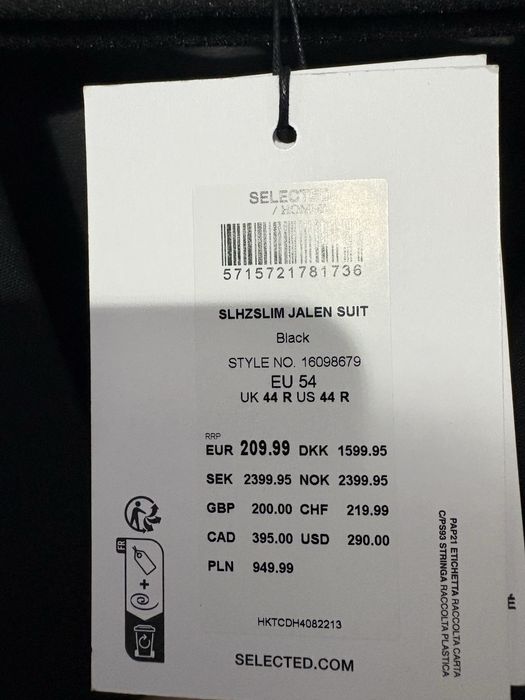 SELECTED
5715721781736
SLHZSLIM JALEN SUIT
Black
STYLE NO. 16098679
EU 54
UK 44 R US 44 R
RRP
EUR 209.99 DKK 1599.95
SEK 2399.95 NOK 2399.95
GBP 200.00 CHF 219.99
CAD 395.00 USD 290.00
PLN 949.99
HKTCDH4082213
SELECTED.COM
FR
PAP21 ETICHETTA RACCOLTA CARTA
C/PS93 STRINGA RACCOLTA PLASTICA